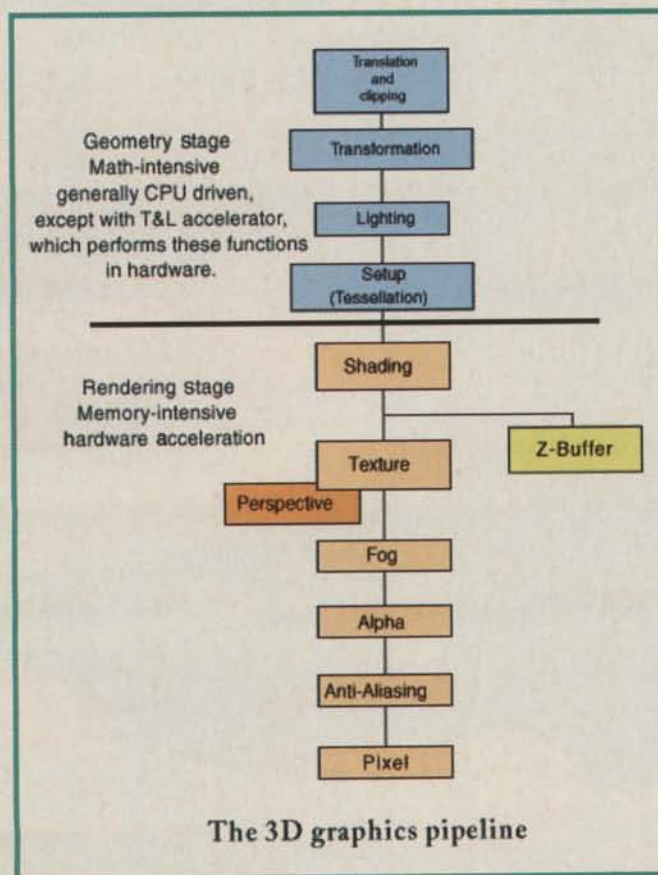 Translation
and
clipping
Geometry stage
Math-intensive
generally CPU driven,
except with T&L accelerator,
which performs these functions
in hardware.
Transformation
Lighting
Setup
(Tessellation)
Rendering stage
Memory-intensive
hardware acceleration
Shading
Z-Buffer
Texture
Perspective
Fog
Alpha
Anti-Aliasing
Pixel
The 3D graphics pipeline